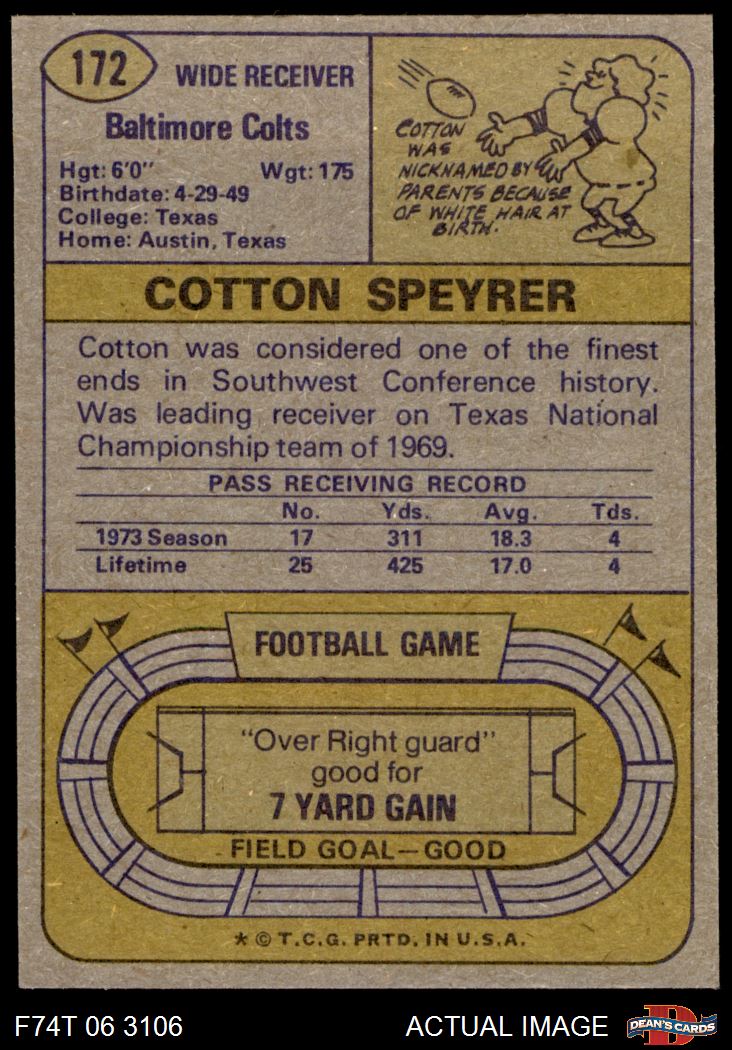 172
WIDE RECEIVER
Baltimore Colts
Hgt: 6'0" Wgt: 175
Birthdate: 4-29-49
College: Texas
Home: Austin, Texas
COTTON
WAS
NICKNAMED BY
PARENTS BECAUSE
OF WHITE HAIR AT
BIRTH.
COTTON SPEYRER
Cotton was considered one of the finest
ends in Southwest Conference history.
Was leading receiver on Texas National
Championship team of 1969.
PASS RECEIVING RECORD
No. Yds. Avg. Tds.
1973 Season 17 311 18.3 4
Lifetime 25 425 17.0 4
FOOTBALL GAME
"Over Right guard"
good for
7 YARD GAIN
FIELD GOAL—GOOD
* © T.C.G. PRTD. IN U.S.A.
F74T 06 3106 ACTUAL IMAGE
D
DEAN'S CARDS